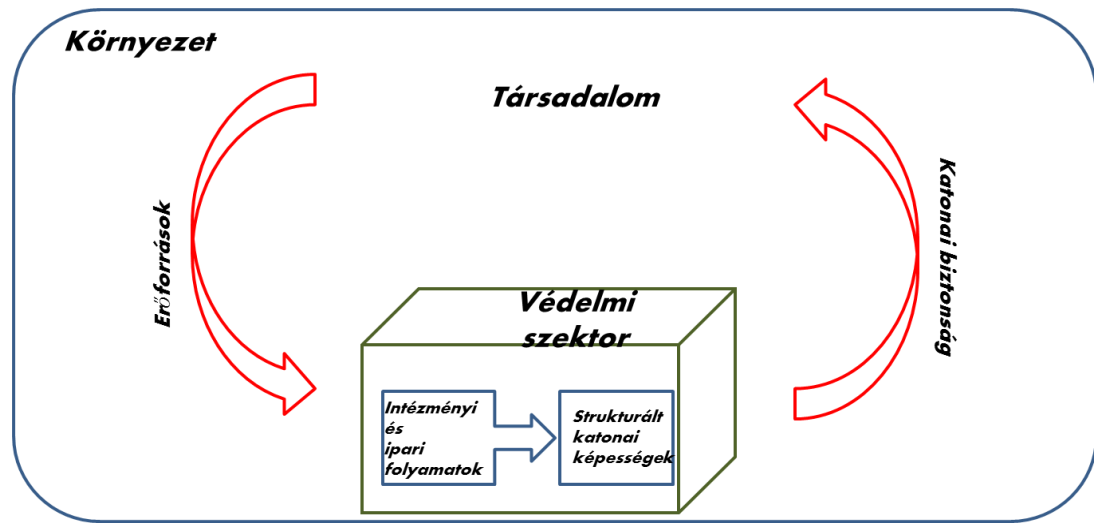 Környezet
Társadalom
Erőforrások
Katonai biztonság
Védelmi
szektor
Intézményi
és
ipari
folyamatok
Strukturált
katonai
képességek